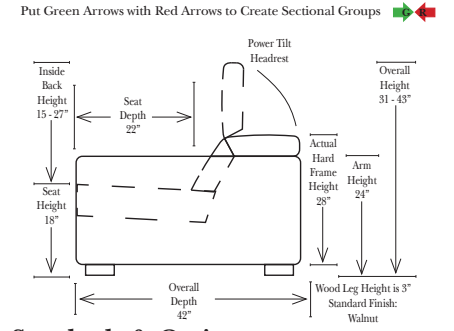 Put Green Arrows with Red Arrows to Create Sectional Groups
G R
Power Tilt
Headrest
Inside
Back
Height
15 - 27"
Seat
Depth
22"
Overall
Height
31 - 43"
Actual
Hard
Frame
Height
28"
Arm
Height
24"
Seat
Height
18"
Overall
Depth
42"
Wood Leg Height is 3"
Standard Finish:
Walnut